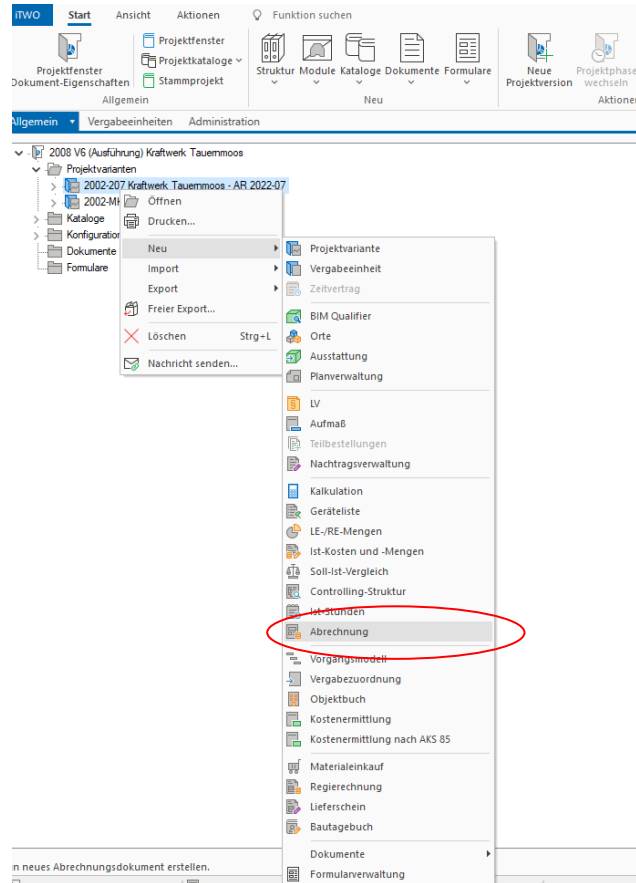 iTWO Start Ansicht Aktionen Funktion suchen
Projektfenster
Dokument-Eigenschaften
Projektfenster
Projektkataloge
Stammprojekt
Allgemein
Struktur Module Kataloge Dokumente Formulare
Neu
Neue
Projektversion
Projektphase
wechseln
Aktionen
Allgemein Vergabeeinheiten Administration
2008 V6 (Ausführung) Kraftwerk Tauernmoos
Projektvarianten
2002-207 Kraftwerk Tauernmoos - AR 2022-07
2002-MK
Kataloge
Konfiguration
Dokumente
Formulare
Öffnen
Drucken...
Neu
Import
Export
Freier Export...
Löschen Strg+L
Nachricht senden...
Projektvariante
Vergabeeinheit
Zeitvertrag
BIM Qualifier
Orte
Ausstattung
Planverwaltung
LV
Aufmaß
Teilbestellungen
Nachtragsverwaltung
Kalkulation
Geräteliste
LE-/RE-Mengen
Ist-Kosten und -Mengen
Soll-Ist-Vergleich
Controlling-Struktur
Ist-Stunden
Abrechnung
Vorgangsmodell
Vergabezuordnung
Objektbuch
Kostenermittlung
Kostenermittlung nach AKS 85
Materialeinkauf
Regierechnung
Lieferschein
Bautagebuch
Dokumente
Formularverwaltung
n neues Abrechnungsdokument erstellen.